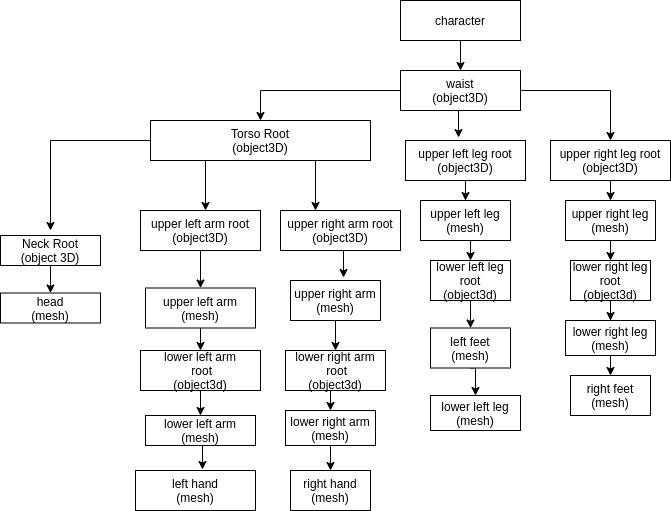 character
waist
(object3D)
Torso Root
(object3D)
upper left leg root
(object3D)
upper right leg root
(object3D)
Neck Root
(object 3D)
head
(mesh)
upper left arm root
(object3D)
upper left arm
(mesh)
lower left arm
root
(object3d)
lower left arm
(mesh)
left hand
(mesh)
upper right arm root
(object3D)
upper right arm
(mesh)
lower right arm
root
(object3d)
lower right arm
(mesh)
right hand
(mesh)
upper left leg
(mesh)
lower left leg
root
(object3d)
left feet
(mesh)
lower left leg
(mesh)
upper right leg
(mesh)
lower right leg
root
(object3d)
lower right leg
(mesh)
right feet
(mesh)